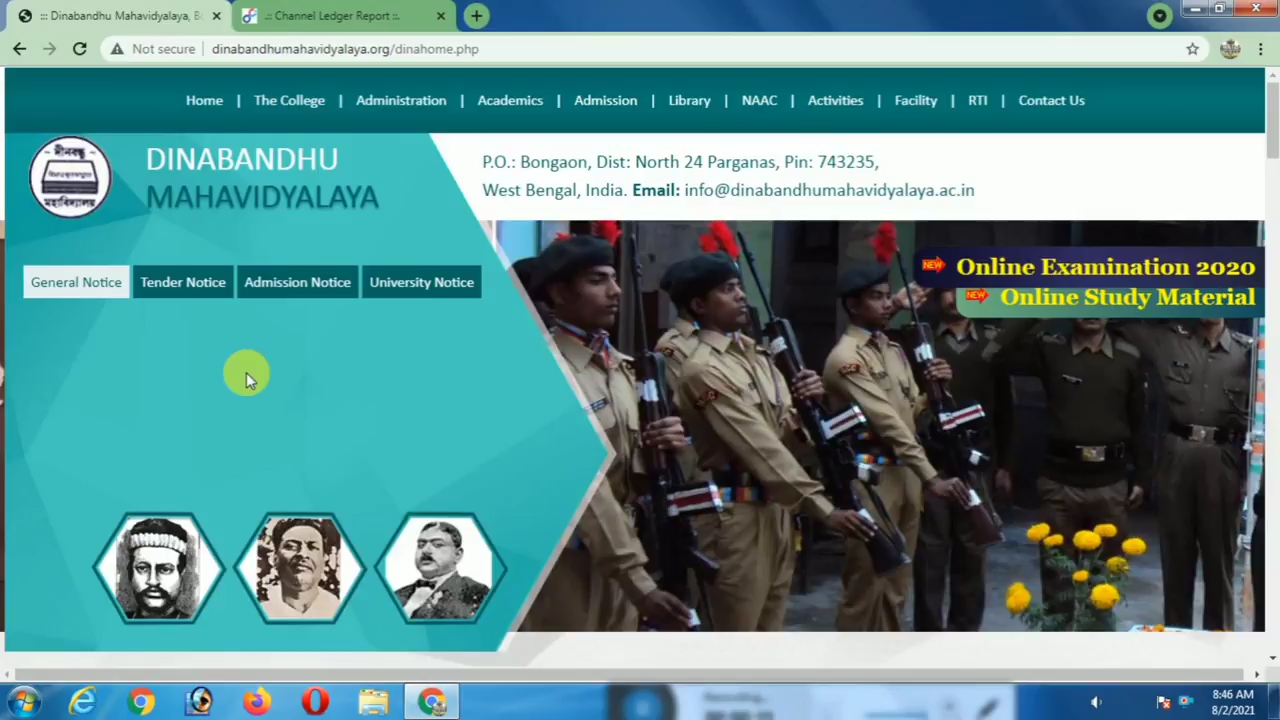 ::: Dinabandhu Mahavidyalaya, B
.:: Channel Ledger Report ::.
Not secure
dinabandhumahavidyalaya.org/dinahome.php
Home | The College | Administration | Academics | Admission | Library | NAAC | Activities | Facility | RTI | Contact Us
দীনবন্ধু
মহাবিদ্যালয়
DINABANDHU
MAHAVIDYALAYA
P.O.: Bongaon, Dist: North 24 Parganas, Pin: 743235,
West Bengal, India. Email: info@dinabandhumahavidyalaya.ac.in
NEW Online Examination 2020
NEW Online Study Material
General Notice
Tender Notice
Admission Notice
University Notice
8:46 AM
8/2/2021